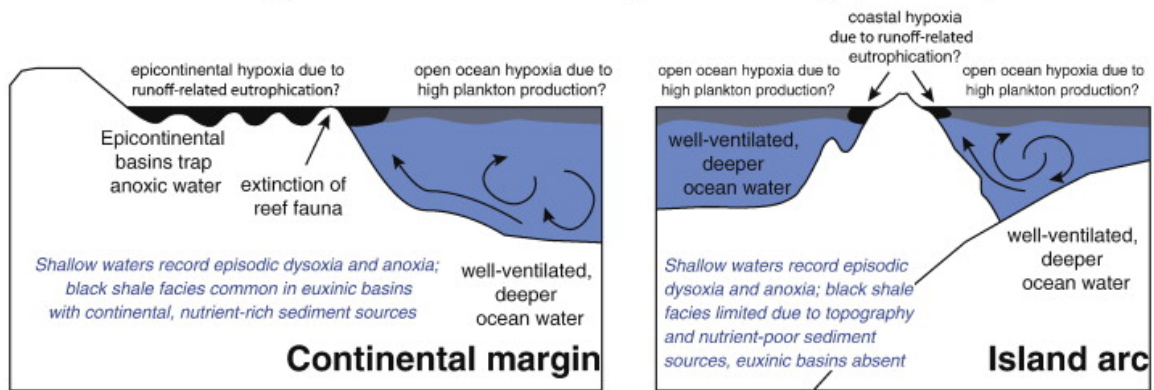 epicontinental hypoxia due to
runoff-related eutrophication?
open ocean hypoxia due to
high plankton production?
Epicontinental
basins trap
anoxic water
extinction of
reef fauna
Shallow waters record episodic dysoxia and anoxia;
black shale facies common in euxinic basins
with continental, nutrient-rich sediment sources
well-ventilated,
deeper
ocean water
Continental margin
coastal hypoxia
due to runoff-related
eutrophication?
open ocean hypoxia due to
high plankton production?
open ocean hypoxia due to
high plankton production?
well-ventilated,
deeper
ocean water
well-ventilated,
deeper
ocean water
Shallow waters record episodic
dysoxia and anoxia; black shale
facies limited due to topography
and nutrient-poor sediment
sources, euxinic basins absent
Island arc